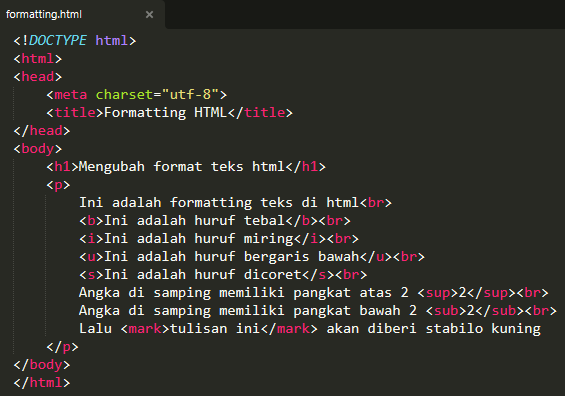 formatting.html ×
<!DOCTYPE html>
<html>
<head>
    <meta charset="utf-8">
    <title>Formatting HTML</title>
</head>
<body>
    <h1>Mengubah format teks html</h1>
    <p>
        Ini adalah formatting teks di html<br>
        <b>Ini adalah huruf tebal</b><br>
        <i>Ini adalah huruf miring</i><br>
        <u>Ini adalah huruf bergaris bawah</u><br>
        <s>Ini adalah huruf dicoret</s><br>
        Angka di samping memiliki pangkat atas 2 <sup>2</sup><br>
        Angka di samping memiliki pangkat bawah 2 <sub>2</sub><br>
        Lalu <mark>tulisan ini</mark> akan diberi stabilo kuning
    </p>
</body>
</html>